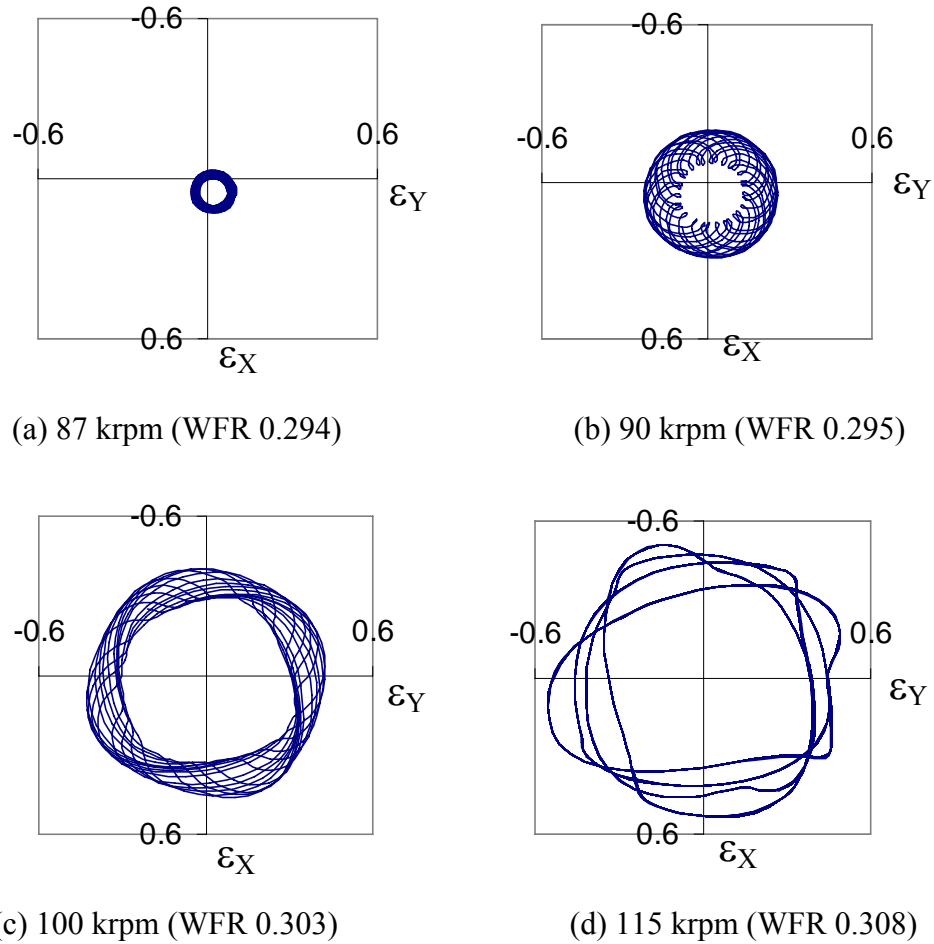 -0.6
-0.6
-0.6
0.6
-0.6
0.6
εY
εY
0.6
εX
0.6
εX
(a) 87 krpm (WFR 0.294)
(b) 90 krpm (WFR 0.295)
-0.6
-0.6
-0.6
0.6
-0.6
0.6
εY
εY
0.6
εX
0.6
εX
c) 100 krpm (WFR 0.303)
(d) 115 krpm (WFR 0.308)